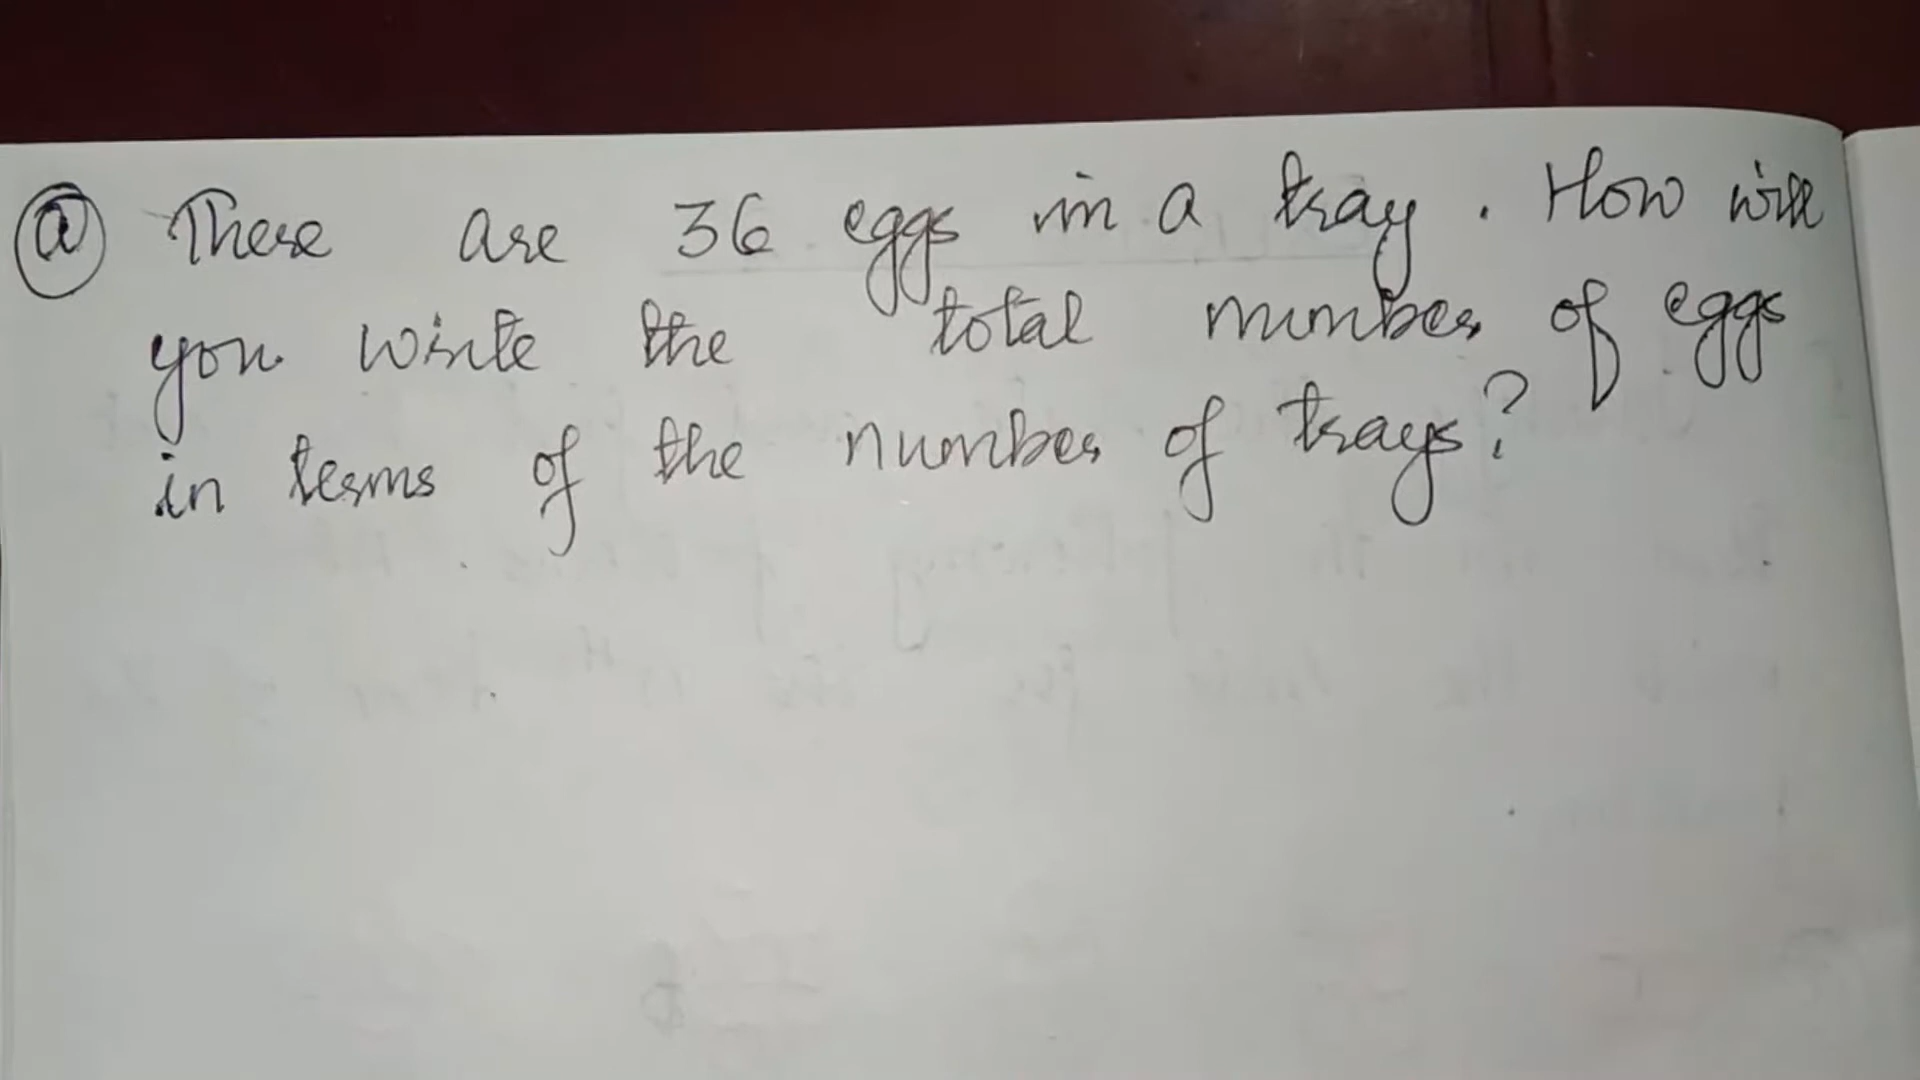 a There are 36 eggs in a tray. How will
you write the total number of eggs
in terms of the number of trays?